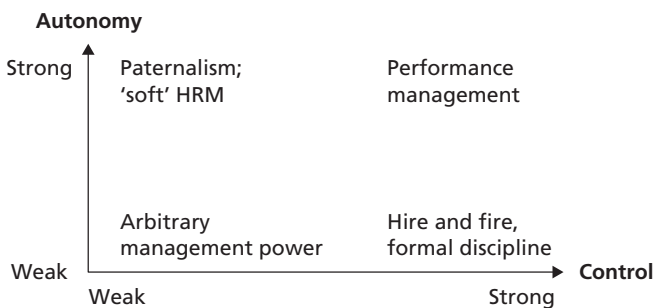 Autonomy
Strong
Paternalism;
‘soft’ HRM
Performance
management
Arbitrary
management power
Hire and fire,
formal discipline
Weak
Control
Weak
Strong